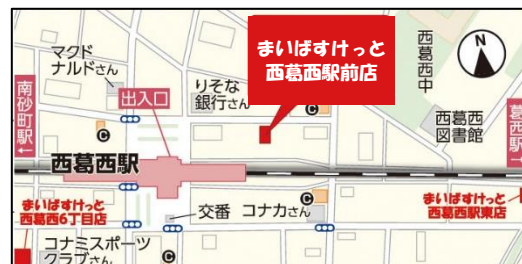 まいばすけっと
西葛西駅前店
N
マクド
ナルドさん
西葛西中
りそな
銀行さん
出入口
南砂町駅
↑
西葛西
図書館
葛西駅
↓
C
C
西葛西駅
C
まいばすけっと
西葛西6丁目店
交番
コナカさん
まいばすけっと
西葛西駅東店
コナミスポーツ
クラブさん
C